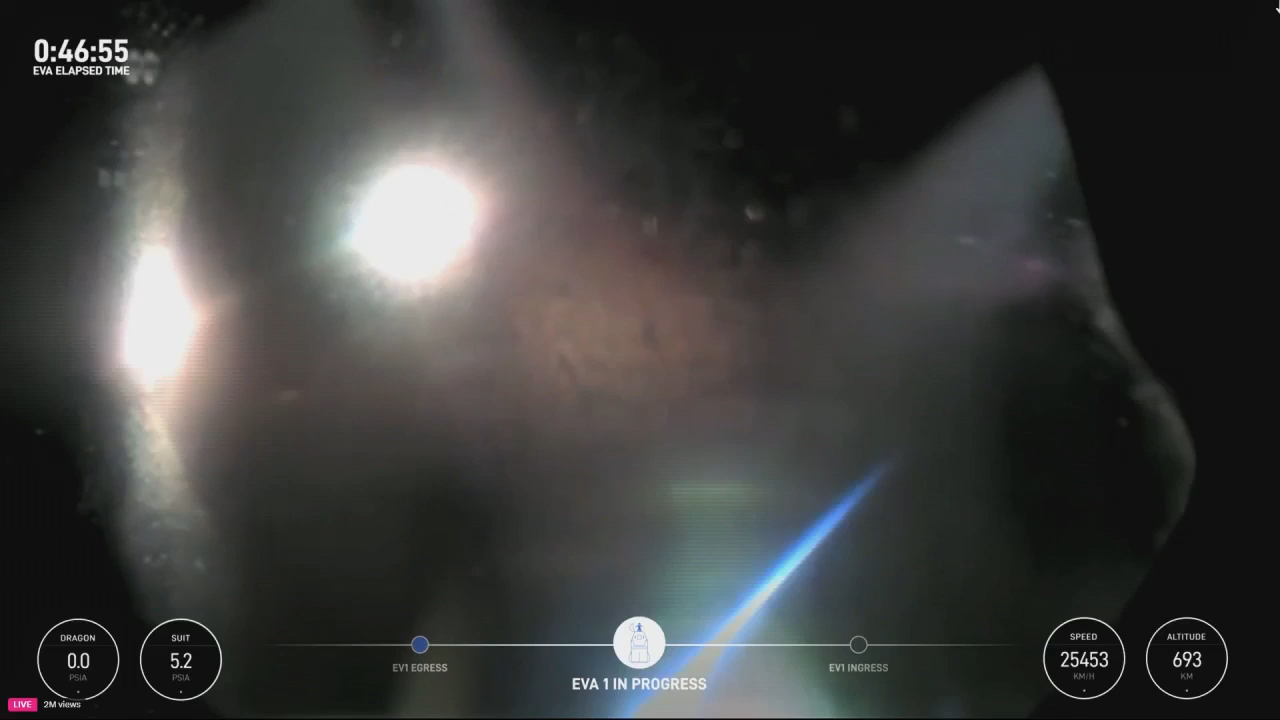 0:46:55
EVA ELAPSED TIME
DRAGON
0.0
PSIA
SUIT
5.2
PSIA
EV1 EGRESS
EVA 1 IN PROGRESS
EV1 INGRESS
SPEED
25453
KM/H
ALTITUDE
693
KM
LIVE 2M views